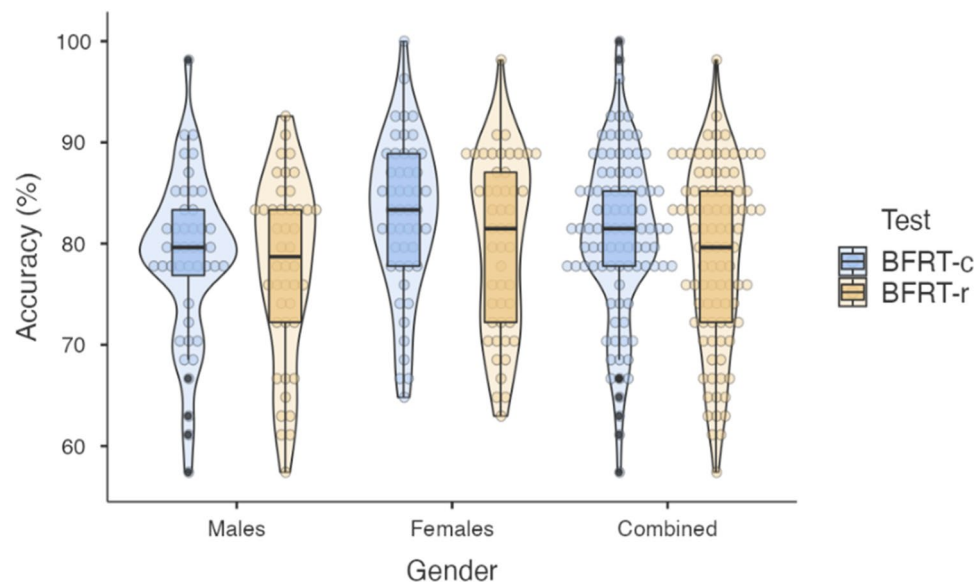 100
90
80
70
60
Accuracy (%)
Males
Females
Combined
Gender
Test
BFRT-c
BFRT-r